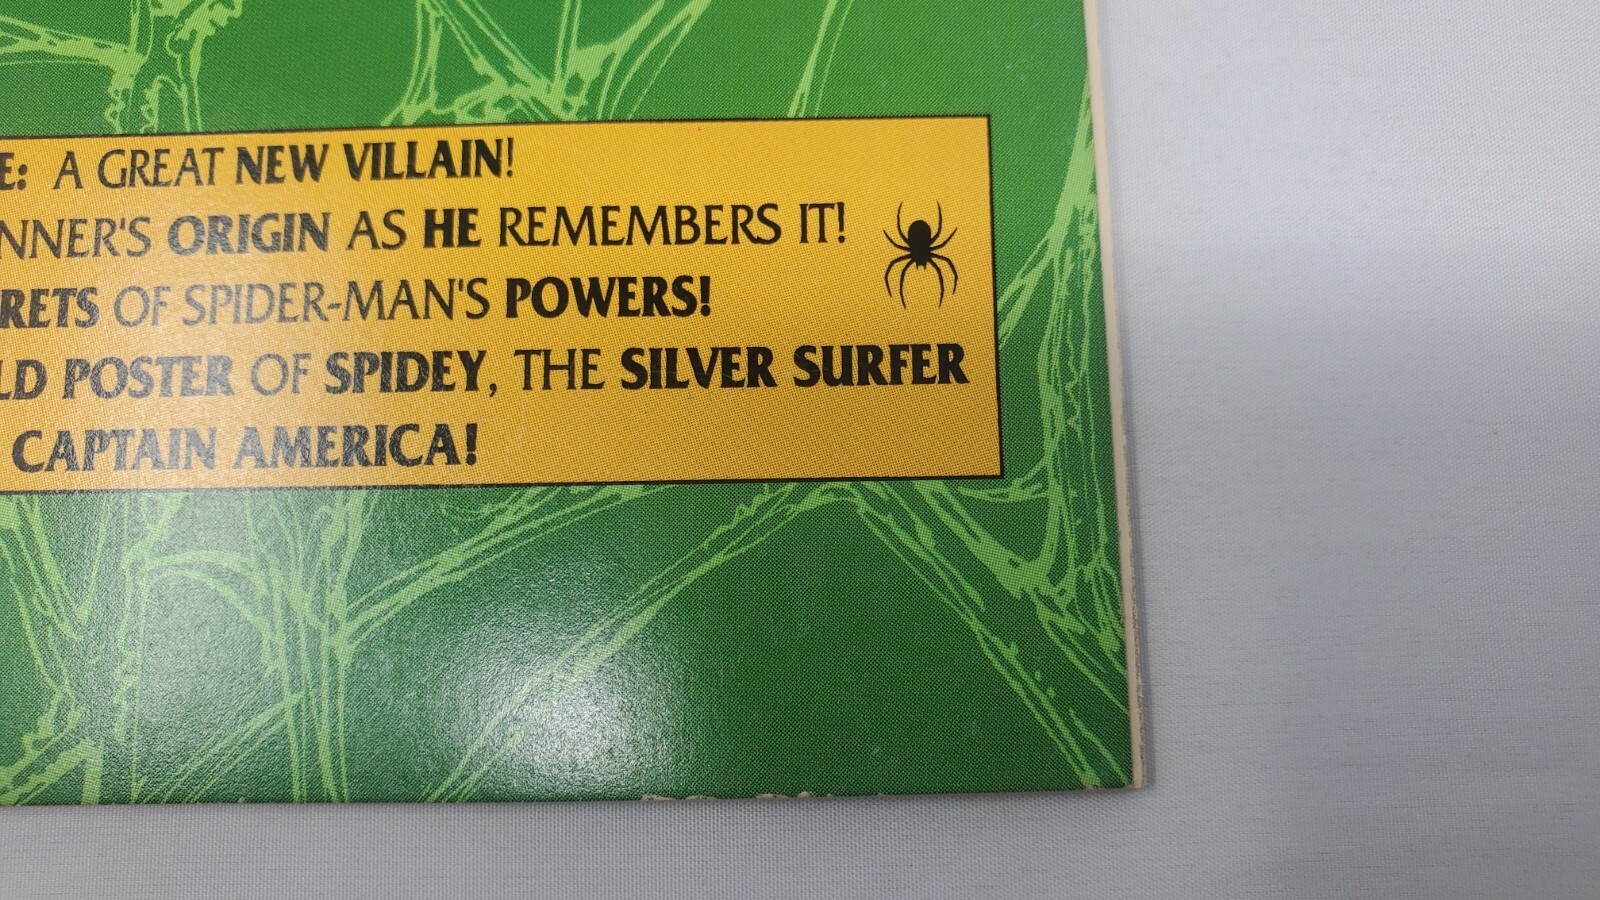 E: A GREAT NEW VILLAIN!
NNER'S ORIGIN AS HE REMEMBERS IT!
RETS OF SPIDER-MAN'S POWERS!
LD POSTER OF SPIDEY, THE SILVER SURFER
CAPTAIN AMERICA!